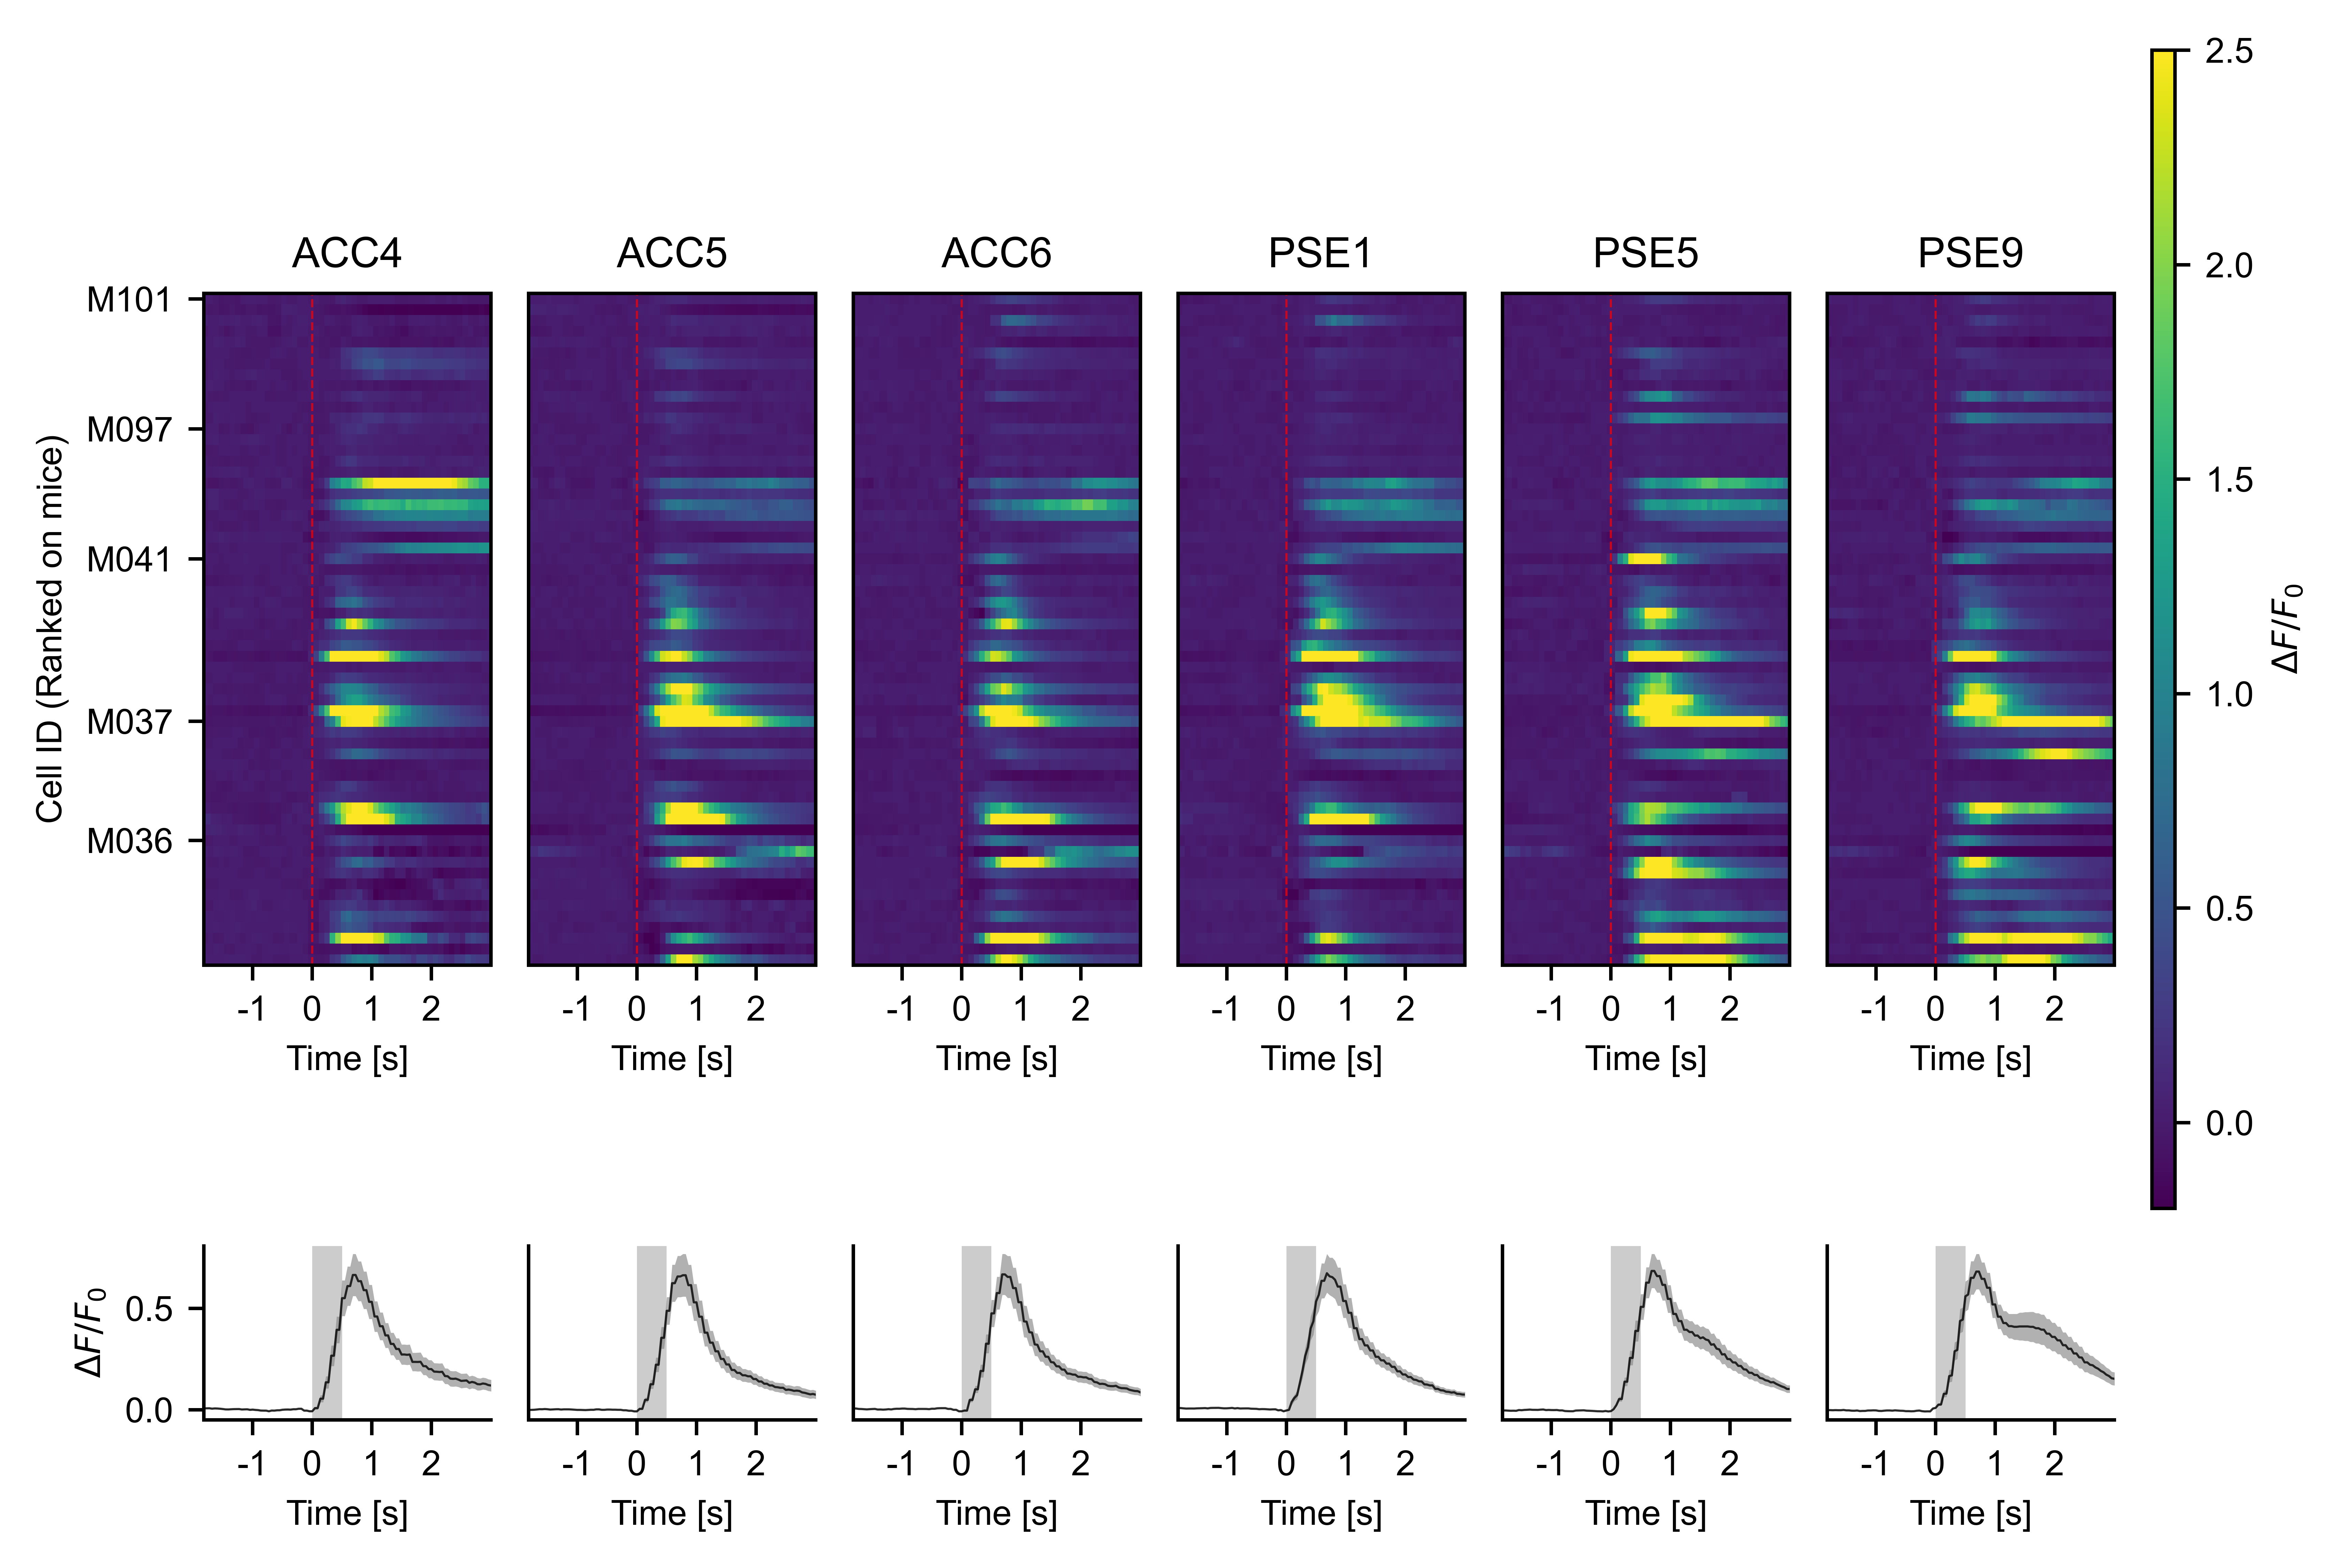 ACC4 ACC5 ACC6 PSE1 PSE5 PSE9
Cell ID (Ranked on mice)
M101
M097
M041
M037
M036
-1 0 1 2 -1 0 1 2 -1 0 1 2 -1 0 1 2 -1 0 1 2 -1 0 1 2
Time [s] Time [s] Time [s] Time [s] Time [s] Time [s]
2.5
2.0
1.5
1.0
0.5
0.0
ΔF/F0
ΔF/F0
0.5
0.0
-1 0 1 2 -1 0 1 2 -1 0 1 2 -1 0 1 2 -1 0 1 2 -1 0 1 2
Time [s] Time [s] Time [s] Time [s] Time [s] Time [s]